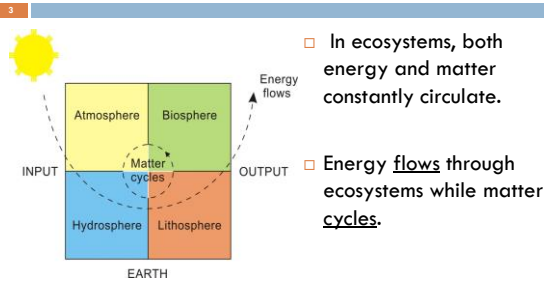 3
Energy
flows
Atmosphere
Biosphere
INPUT
Matter
cycles
OUTPUT
Hydrosphere
Lithosphere
EARTH
In ecosystems, both
energy and matter
constantly circulate.
Energy flows through
ecosystems while matter
cycles.